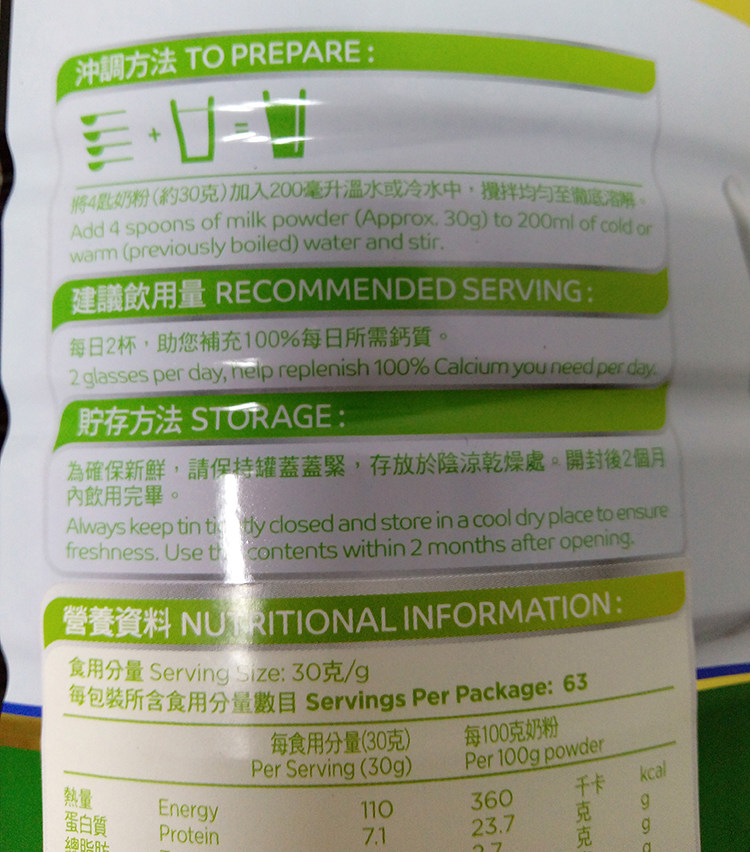 沖調方法 TO PREPARE:
+ =
將4匙奶粉(約30克)加入200毫升溫水或冷水中,攪拌均勻至徹底溶解。
Add 4 spoons of milk powder (Approx. 30g) to 200ml of cold or
warm (previously boiled) water and stir.
建議飲用量 RECOMMENDED SERVING:
每日2杯,助您補充100%每日所需鈣質。
2 glasses per day, help replenish 100% Calcium you need per day.
貯存方法 STORAGE:
為確保新鮮,請保持罐蓋蓋緊,存放於陰涼乾燥處。開封後2個月
內飲用完畢。
Always keep tin tightly closed and store in a cool dry place to ensure
freshness. Use the contents within 2 months after opening.
營養資料 NUTRITIONAL INFORMATION:
食用分量 Serving Size: 30克/g
每包裝所含食用分量數目 Servings Per Package: 63
每食用分量(30克) 每100克奶粉
Per Serving (30g) Per 100g powder
熱量 Energy 110 360 千卡 kcal
蛋白質 Protein 7.1 23.7 克 g
總脂肪 2.7 克 g